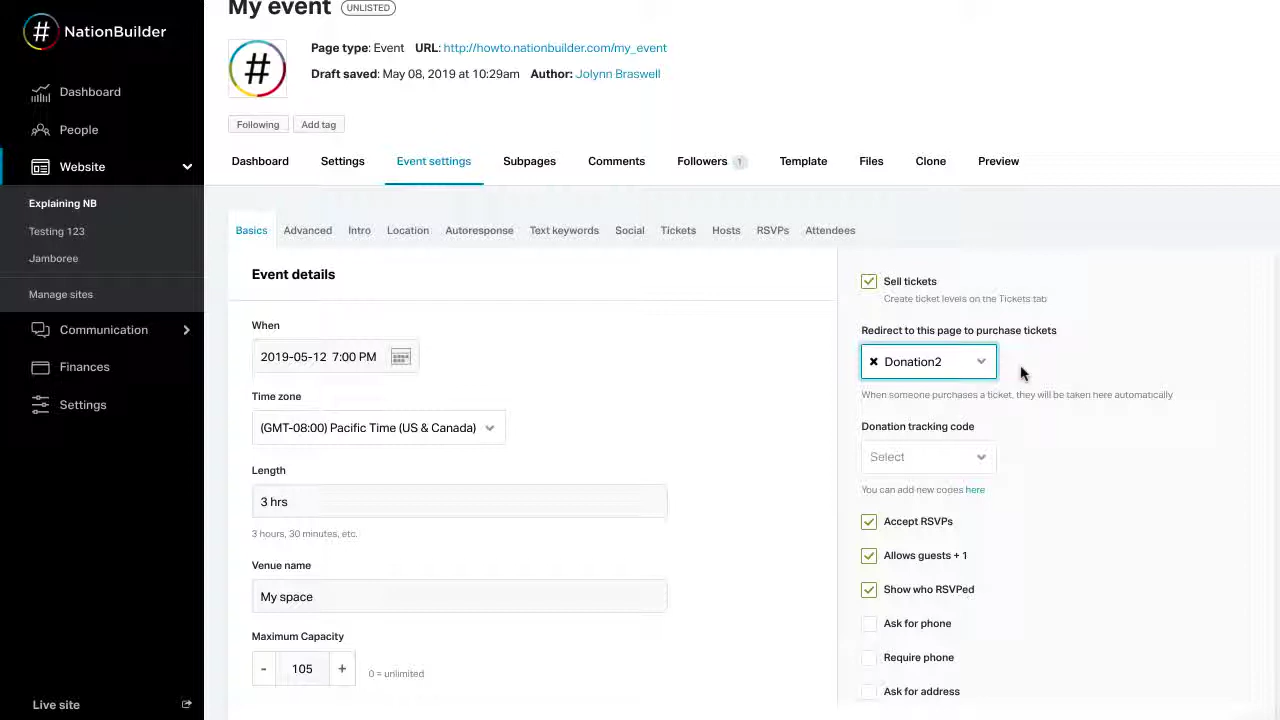 My event UNLISTED
# NationBuilder
Page type: Event URL: http://howto.nationbuilder.com/my_event
#
Draft saved: May 08, 2019 at 10:29am Author: Jolynn Braswell
Following Add tag
Dashboard
People
Website
Explaining NB
Testing 123
Jamboree
Manage sites
Communication
Finances
Settings
Live site
Dashboard Settings Event settings Subpages Comments Followers 1 Template Files Clone Preview
Basics Advanced Intro Location Autoresponse Text keywords Social Tickets Hosts RSVPs Attendees
Event details
When
2019-05-12 7:00 PM
Time zone
(GMT-08:00) Pacific Time (US & Canada)
Length
3 hrs
3 hours, 30 minutes, etc.
Venue name
My space
Maximum Capacity
- 105 + 0 = unlimited
Sell tickets
Create ticket levels on the Tickets tab
Redirect to this page to purchase tickets
× Donation2
When someone purchases a ticket, they will be taken here automatically
Donation tracking code
Select
You can add new codes here
Accept RSVPs
Allows guests + 1
Show who RSVPed
Ask for phone
Require phone
Ask for address